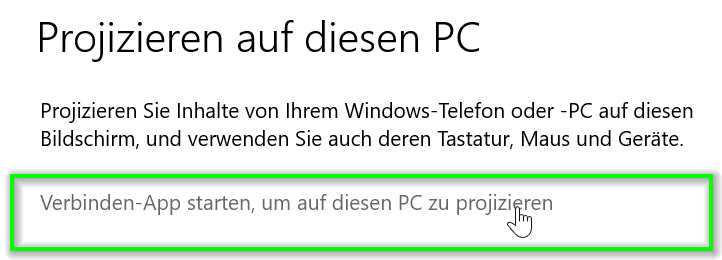 Projizieren auf diesen PC
Projizieren Sie Inhalte von Ihrem Windows-Telefon oder -PC auf diesen
Bildschirm, und verwenden Sie auch deren Tastatur, Maus und Geräte.
Verbinden-App starten, um auf diesen PC zu projizieren